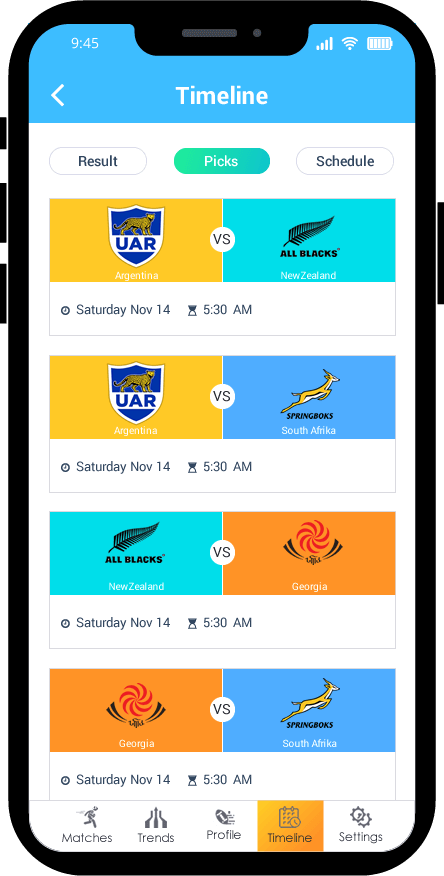 9:45
Timeline
Result Picks Schedule
UAR
Argentina
VS
ALL BLACKS
NewZealand
Saturday Nov 14 5:30 AM
UAR
Argentina
VS
SPRINGBOKS
South Afrika
Saturday Nov 14 5:30 AM
ALL BLACKS
NewZealand
VS
Georgia
Saturday Nov 14 5:30 AM
Georgia
VS
SPRINGBOKS
South Afrika
Saturday Nov 14 5:30 AM
Matches Trends Profile Timeline Settings